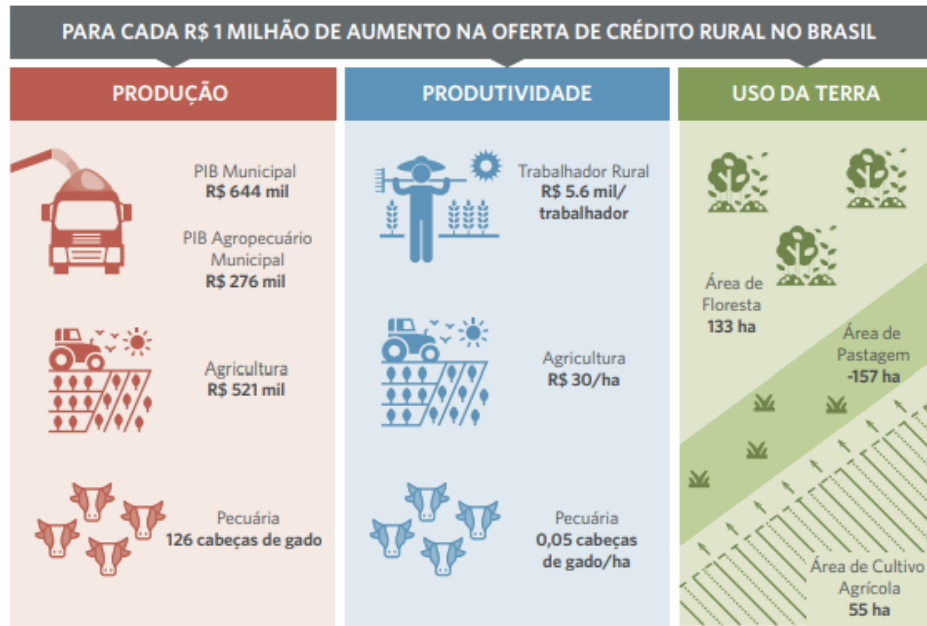 PARA CADA R$ 1 MILHÃO DE AUMENTO NA OFERTA DE CRÉDITO RURAL NO BRASIL
PRODUÇÃO
PIB Municipal
R$ 644 mil
PIB Agropecuário
Municipal
R$ 276 mil
Agricultura
R$ 521 mil
Pecuária
126 cabeças de gado
PRODUTIVIDADE
Trabalhador Rural
R$ 5.6 mil/
trabalhador
Agricultura
R$ 30/ha
Pecuária
0,05 cabeças
de gado/ha
USO DA TERRA
Área de
Floresta
133 ha
Área de
Pastagem
-157 ha
Área de Cultivo
Agrícola
55 ha